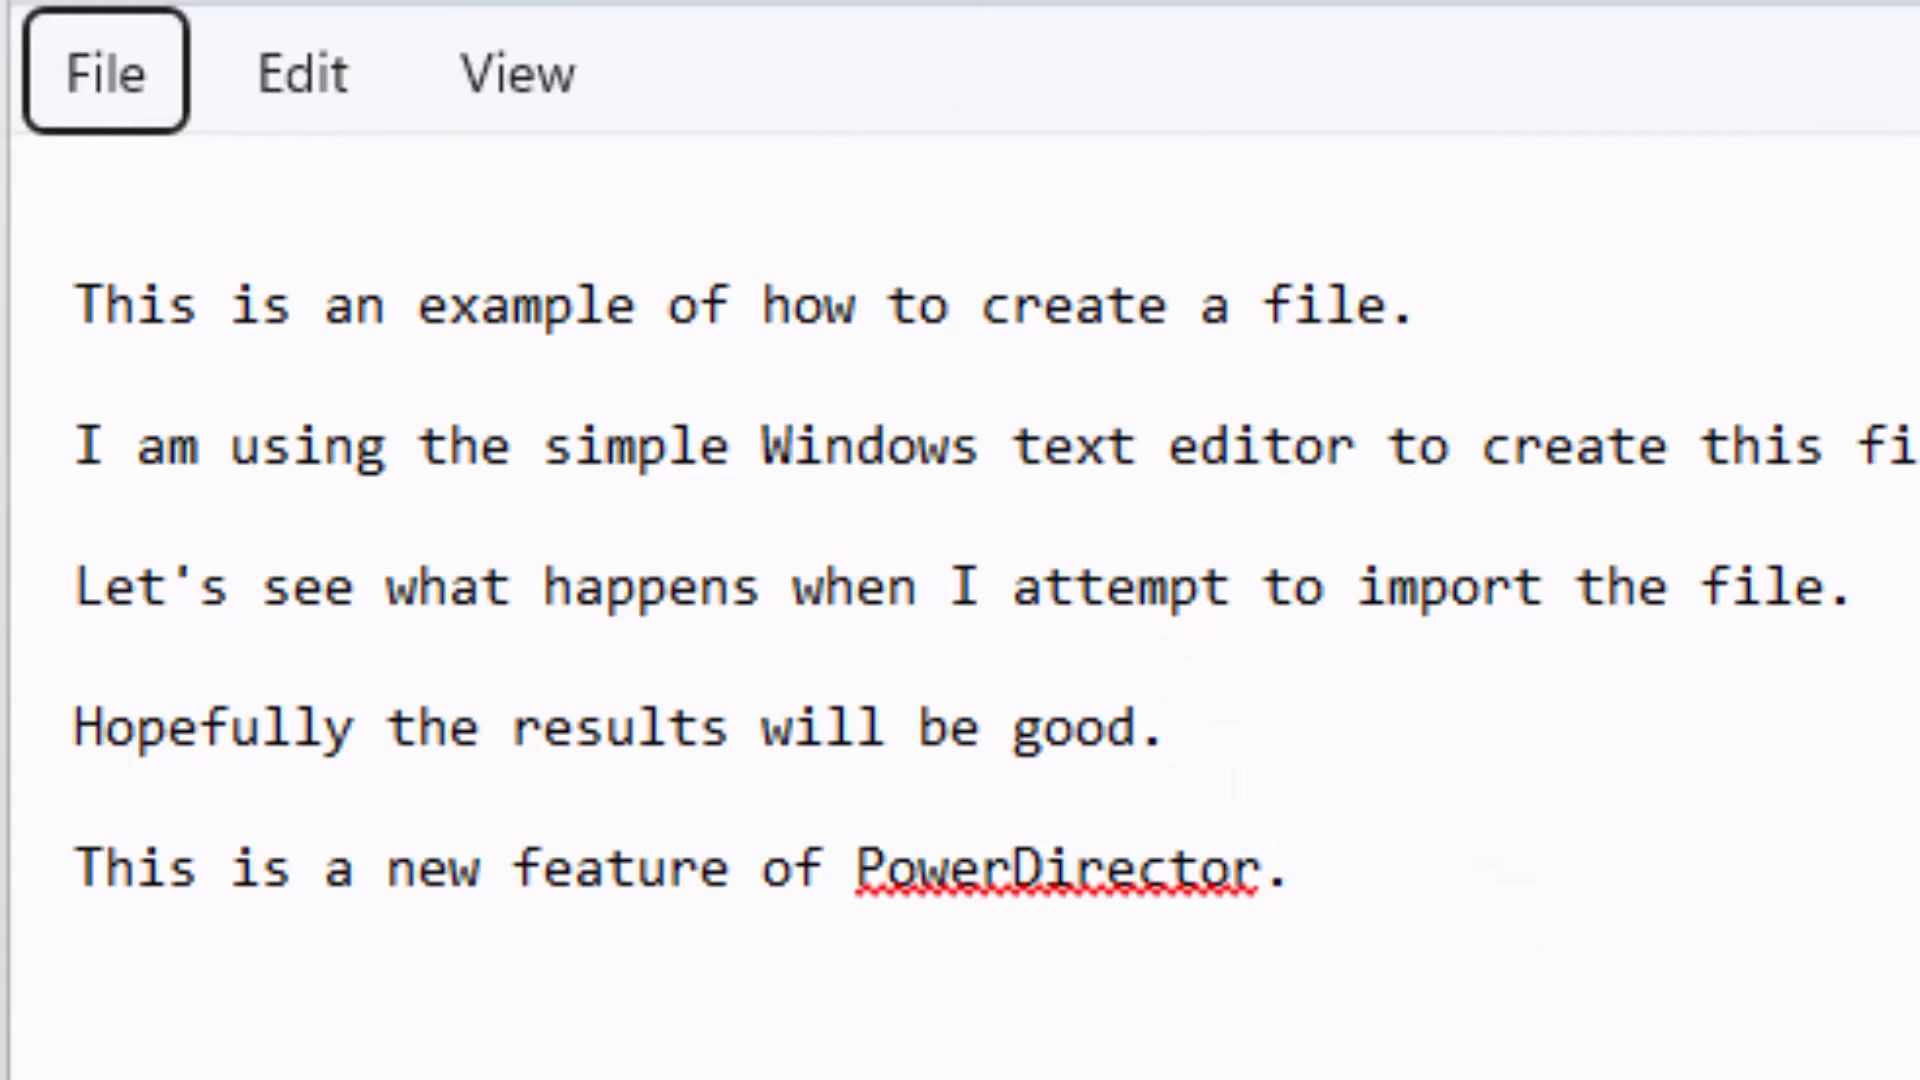 File Edit View
This is an example of how to create a file.
I am using the simple Windows text editor to create this fi
Let's see what happens when I attempt to import the file.
Hopefully the results will be good.
This is a new feature of PowerDirector.